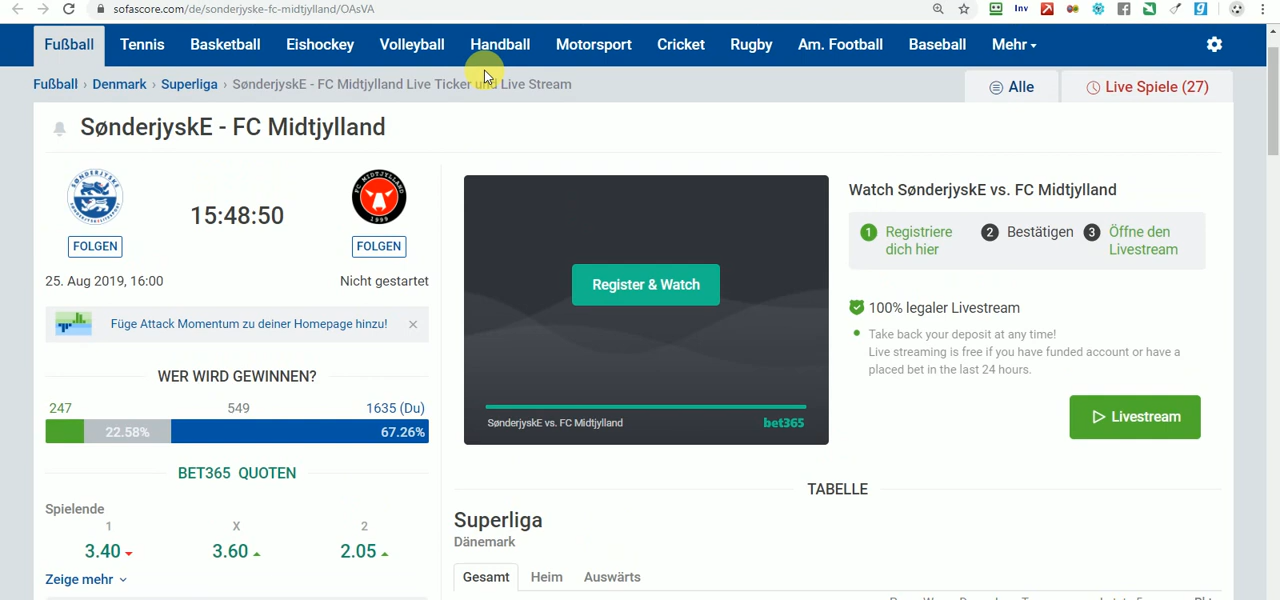 sofascore.com/de/sonderjyske-fc-midtjylland/OAsVA
Inv
Fußball Tennis Basketball Eishockey Volleyball Handball Motorsport Cricket Rugby Am. Football Baseball Mehr
Fußball › Denmark › Superliga › SønderjyskE - FC Midtjylland Live Ticker und Live Stream
Alle
Live Spiele (27)
SønderjyskE - FC Midtjylland
SØNDERJYSKE
FC MIDTJYLLAND
1999
15:48:50
FOLGEN
FOLGEN
25. Aug 2019, 16:00
Nicht gestartet
Füge Attack Momentum zu deiner Homepage hinzu!
WER WIRD GEWINNEN?
247 549 1635 (Du)
22.58% 67.26%
BET365 QUOTEN
Spielende
1 X 2
3.40 3.60 2.05
Zeige mehr
Register & Watch
SønderjyskE vs. FC Midtjylland
bet365
Watch SønderjyskE vs. FC Midtjylland
1 Registriere dich hier
2 Bestätigen
3 Öffne den Livestream
100% legaler Livestream
Take back your deposit at any time!
Live streaming is free if you have funded account or have a
placed bet in the last 24 hours.
Livestream
TABELLE
Superliga
Dänemark
Gesamt Heim Auswärts